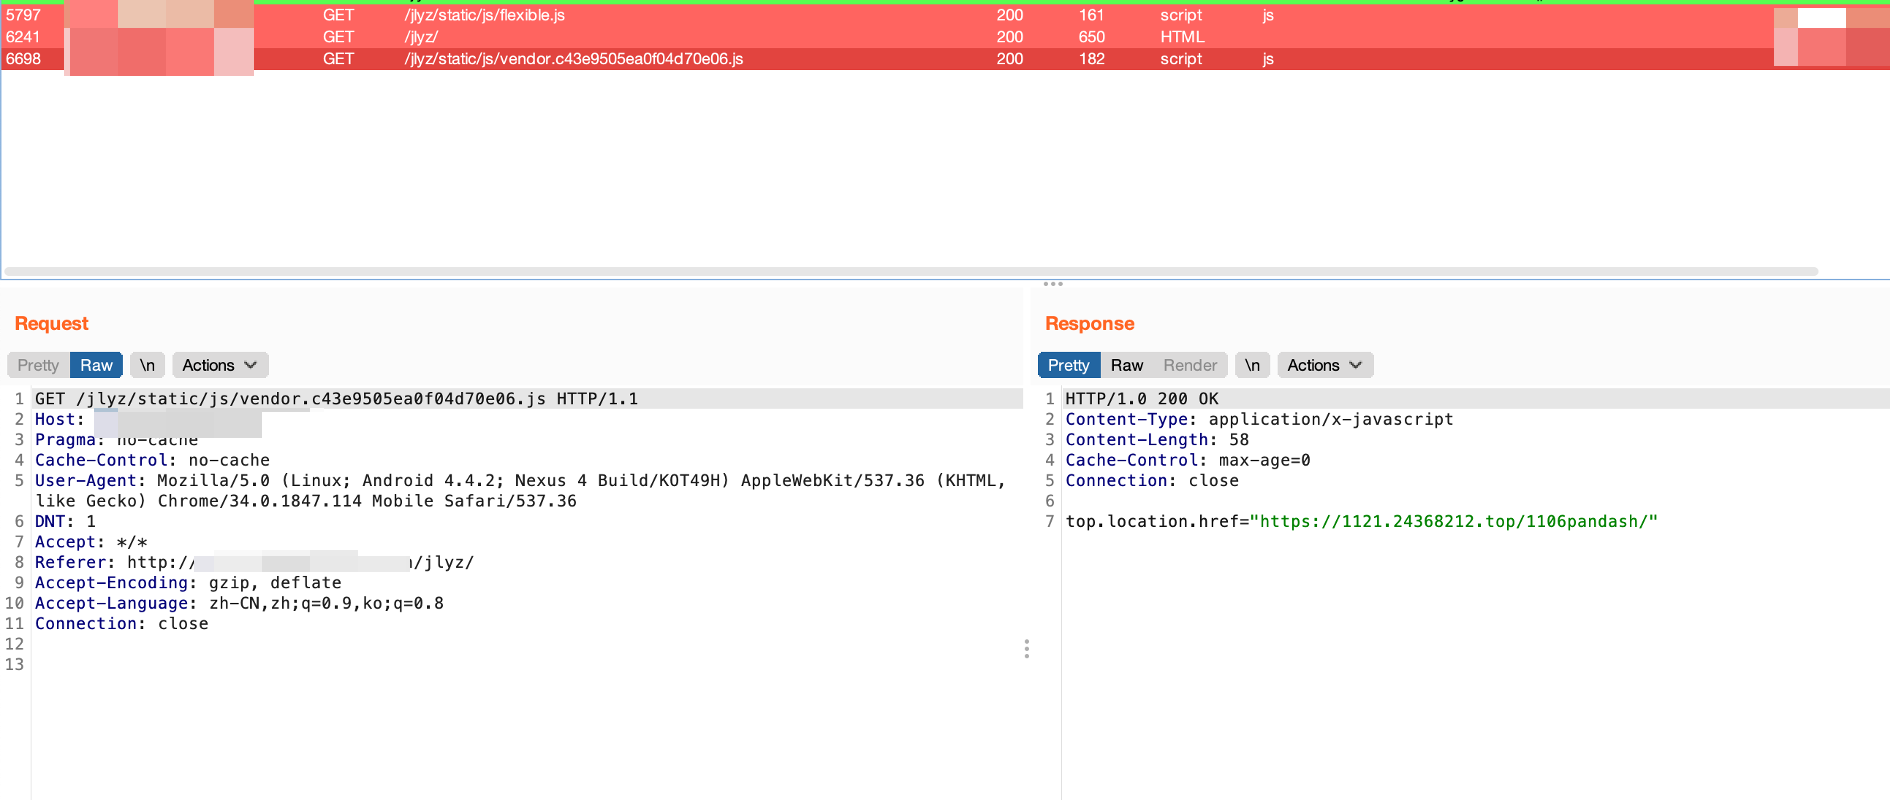 5797 GET /jlyz/static/js/flexible.js 200 161 script js
6241 GET /jlyz/ 200 650 HTML
6698 GET /jlyz/static/js/vendor.c43e9505ea0f04d70e06.js 200 182 script js
Request
Pretty Raw \n Actions
1 GET /jlyz/static/js/vendor.c43e9505ea0f04d70e06.js HTTP/1.1
2 Host:
3 Pragma: no-cache
4 Cache-Control: no-cache
5 User-Agent: Mozilla/5.0 (Linux; Android 4.4.2; Nexus 4 Build/KOT49H) AppleWebKit/537.36 (KHTML,
like Gecko) Chrome/34.0.1847.114 Mobile Safari/537.36
6 DNT: 1
7 Accept: */*
8 Referer: http:// /jlyz/
9 Accept-Encoding: gzip, deflate
10 Accept-Language: zh-CN,zh;q=0.9,ko;q=0.8
11 Connection: close
12
13
Response
Pretty Raw Render \n Actions
1 HTTP/1.0 200 OK
2 Content-Type: application/x-javascript
3 Content-Length: 58
4 Cache-Control: max-age=0
5 Connection: close
6
7 top.location.href="https://1121.24368212.top/1106pandash/"